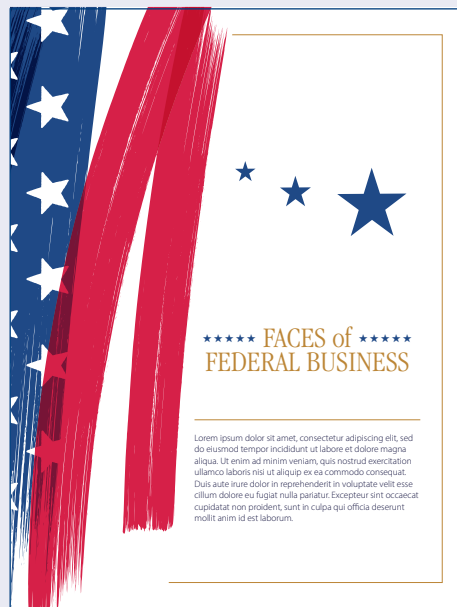 FACES of
FEDERAL BUSINESS
Lorem ipsum dolor sit amet, consectetur adipiscing elit, sed
do eiusmod tempor incididunt ut labore et dolore magna
aliqua. Ut enim ad minim veniam, quis nostrud exercitation
ullamco laboris nisi ut aliquip ex ea commodo consequat.
Duis aute irure dolor in reprehenderit in voluptate velit esse
cillum dolore eu fugiat nulla pariatur. Excepteur sint occaecat
cupidatat non proident, sunt in culpa qui officia deserunt
mollit anim id est laborum.